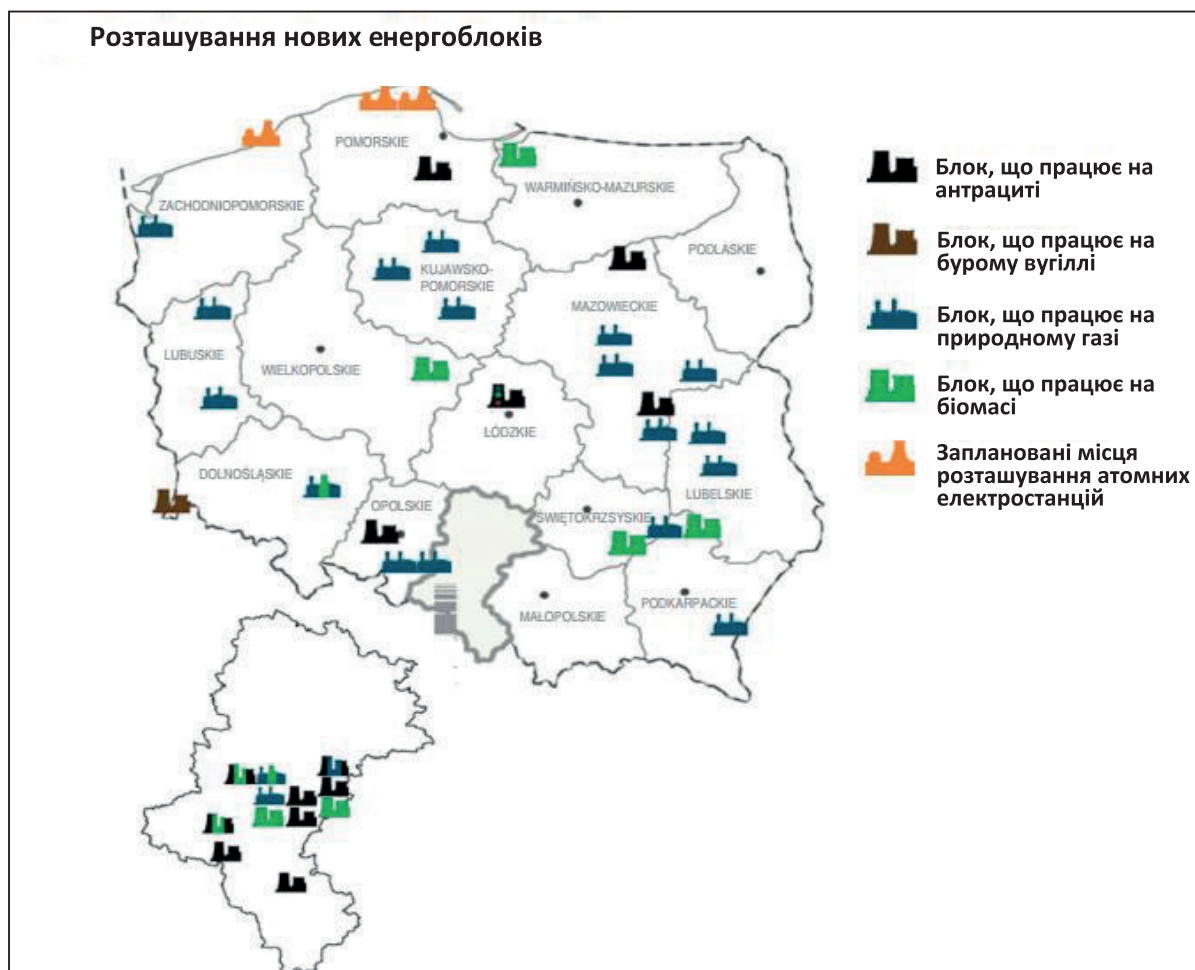 Розташування нових енергоблоків
POMORSKIE
WARMIŃSKO-MAZURSKIE
ZACHODNIOPOMORSKIE
PODLASKIE
KUJAWSKO-
POMORSKIE
MAZOWIECKIE
LUBUSKIE
WIELKOPOLSKIE
ŁÓDZKIE
DOLNOŚLĄSKIE
LUBELSKIE
OPOLSKIE
ŚWIĘTOKRZSYSKIE
MAŁOPOLSKIE
PODKARPACKIE
Блок, що працює на
антрациті
Блок, що працює на
бурому вугіллі
Блок, що працює на
природному газі
Блок, що працює на
біомасі
Заплановані місця
розташування атомних
електростанцій